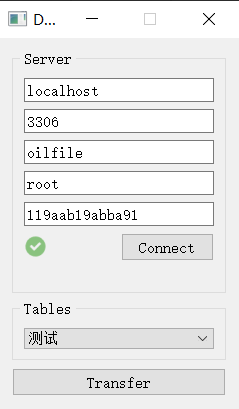 D...
Server
localhost
3306
oilfile
root
119aab19abba91
Connect
Tables
测试
Transfer